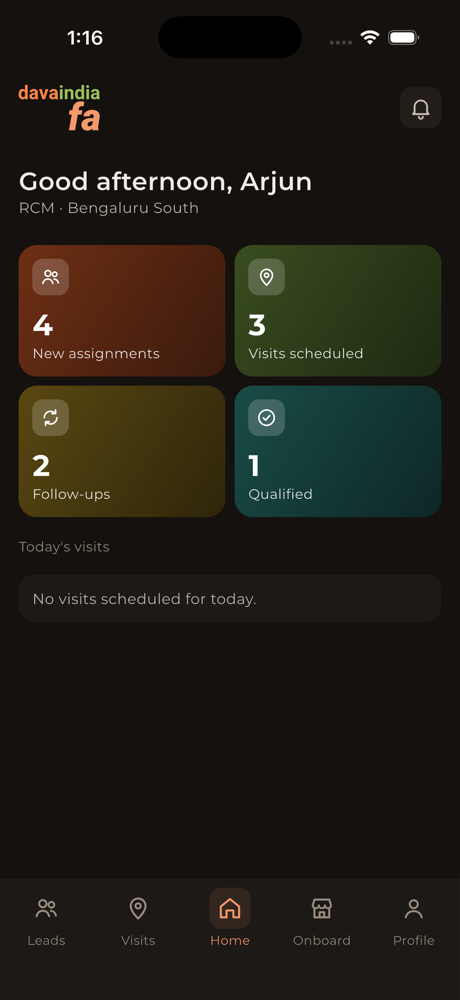 1:16
davaindia
fa
Good afternoon, Arjun
RCM · Bengaluru South
4
New assignments
3
Visits scheduled
2
Follow-ups
1
Qualified
Today's visits
No visits scheduled for today.
Leads
Visits
Home
Onboard
Profile